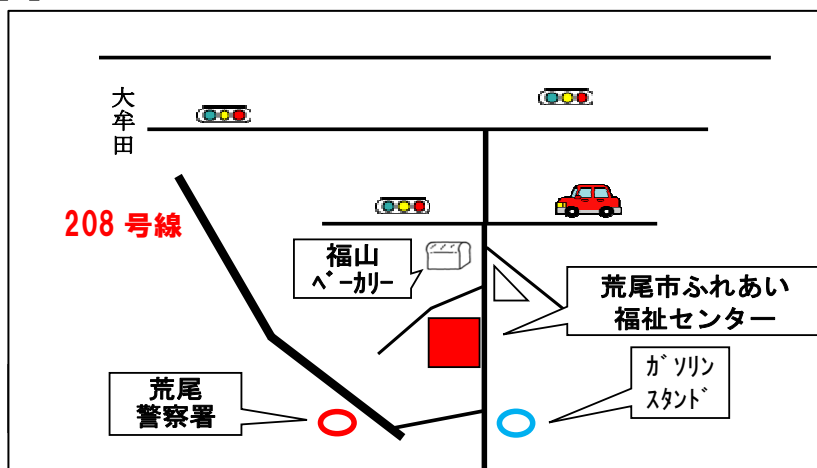 大牟田
208 号線
福山
ﾍﾞｰｶﾘｰ
荒尾市ふれあい
福祉センター
荒尾
警察署
ｶﾞｿﾘﾝ
ｽﾀﾝﾄﾞ